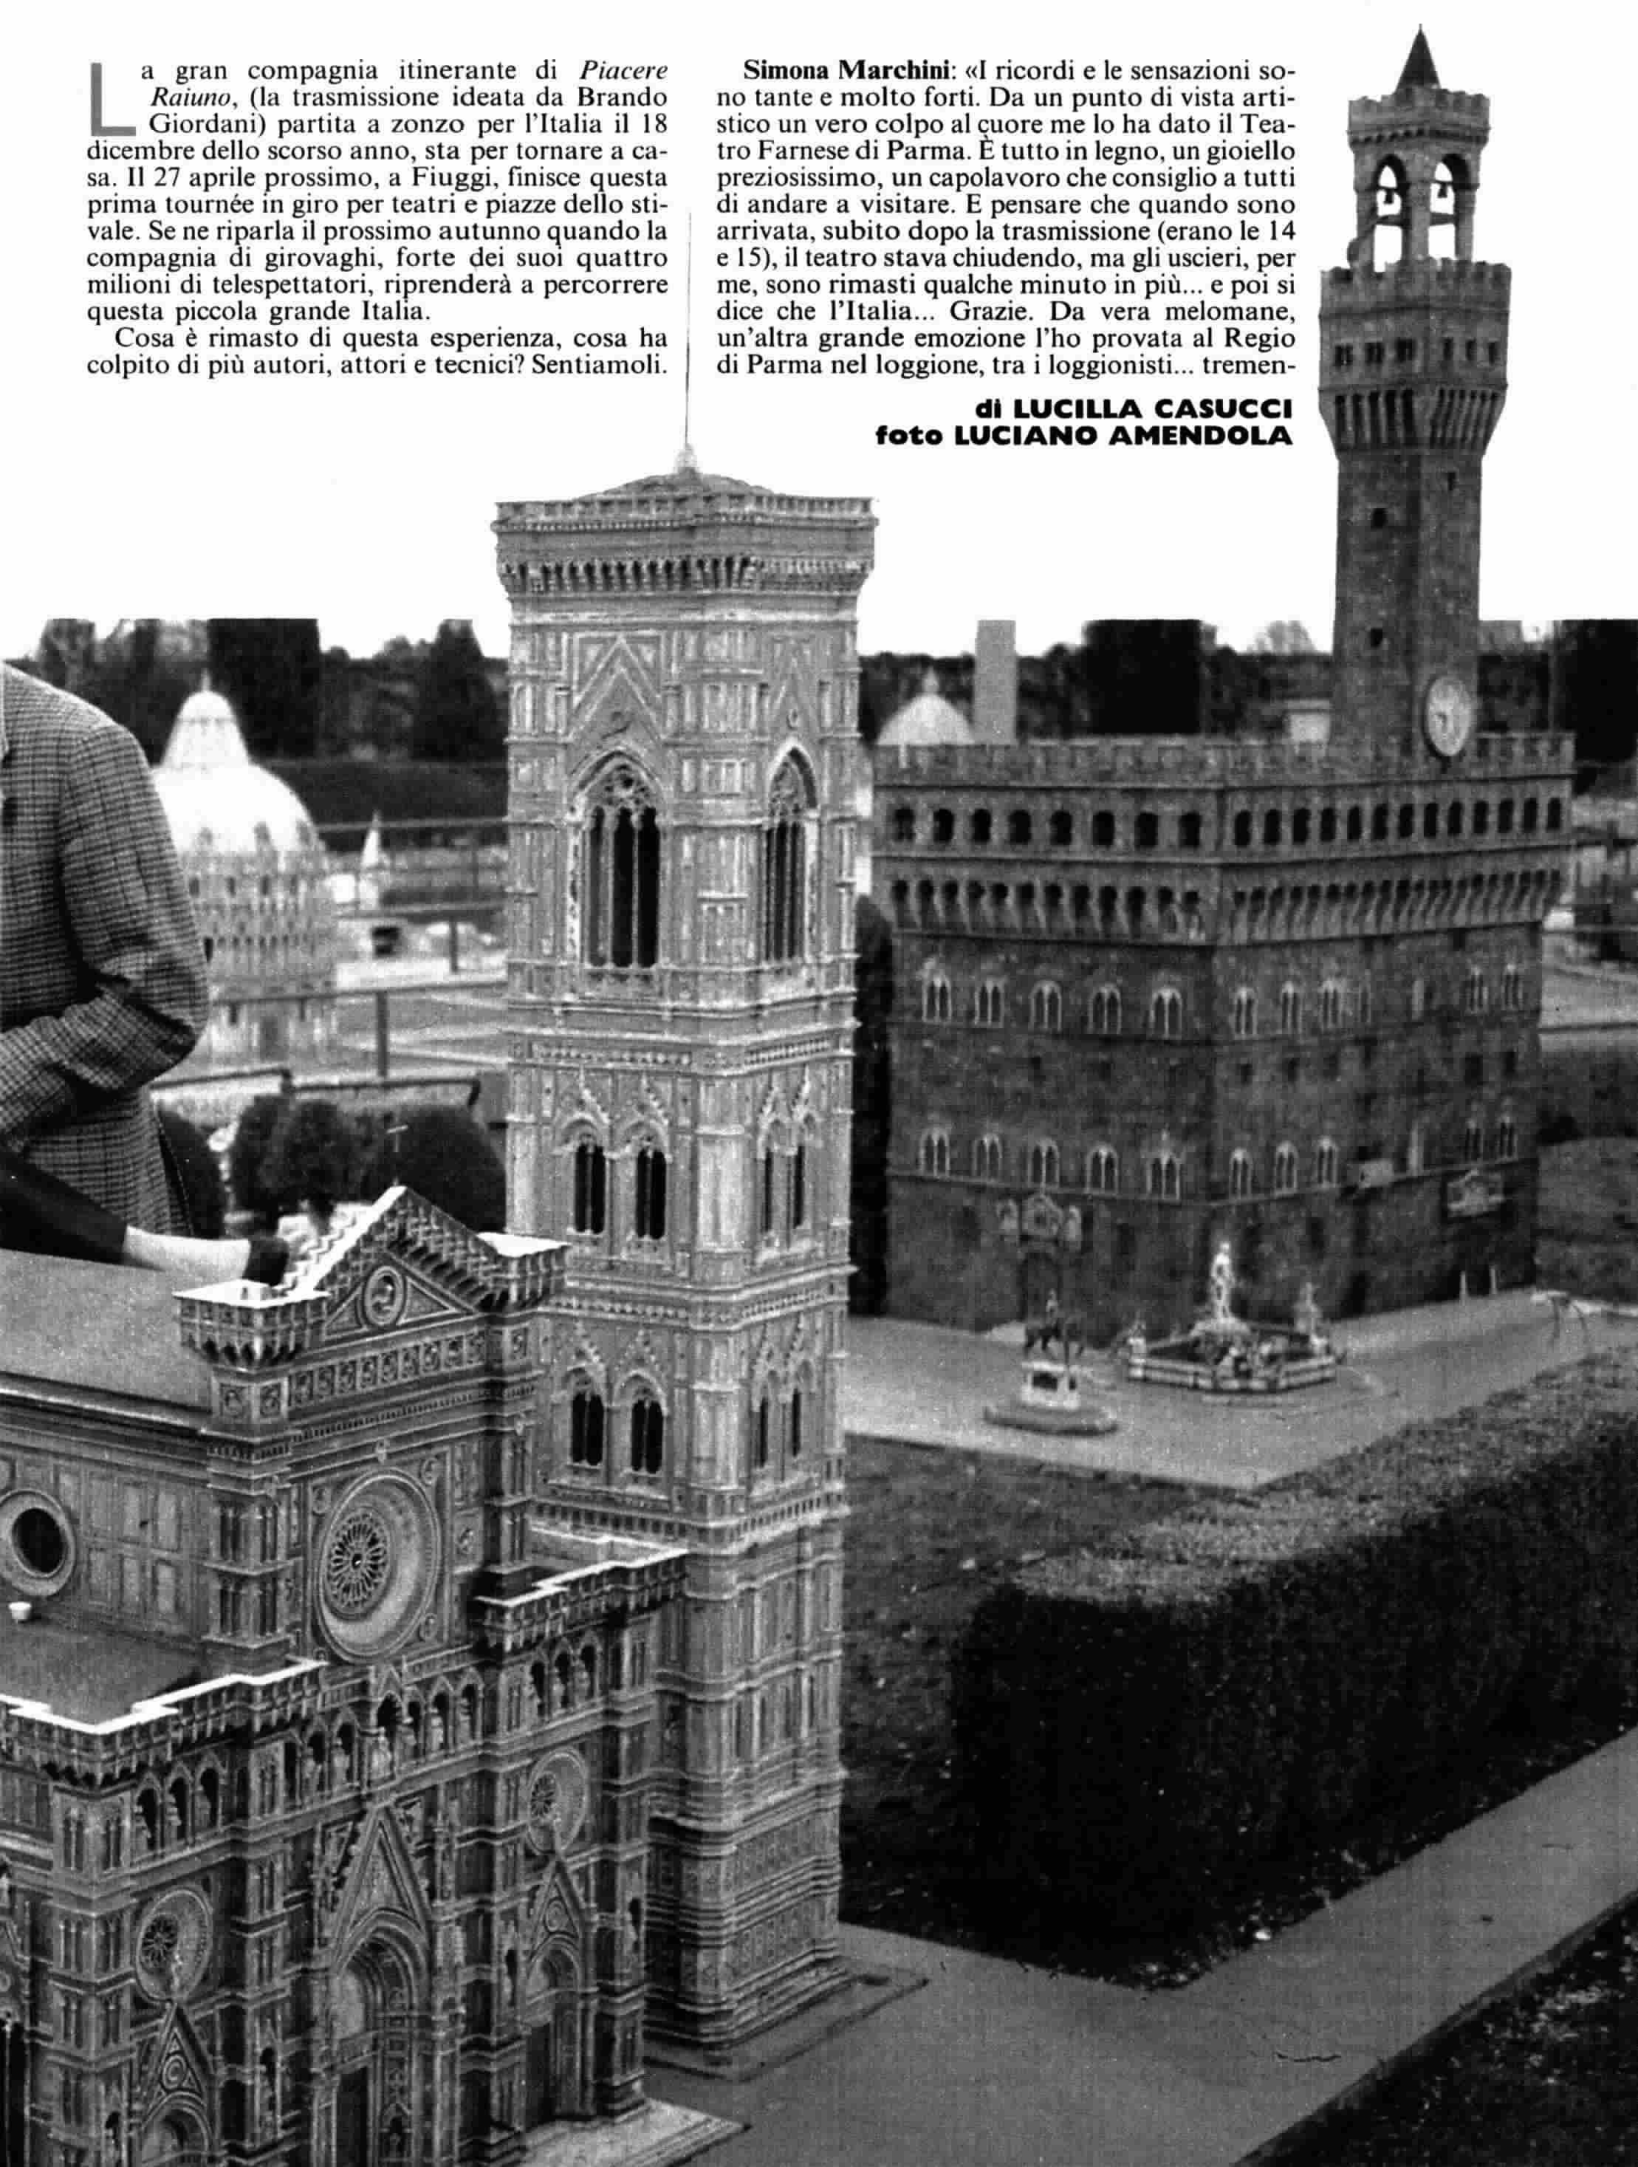 La gran compagnia itinerante di Piacere
Raiuno, (la trasmissione ideata da Brando
Giordani) partita a zonzo per l'Italia il 18
dicembre dello scorso anno, sta per tornare a ca-
sa. Il 27 aprile prossimo, a Fiuggi, finisce questa
prima tournée in giro per teatri e piazze dello sti-
vale. Se ne riparla il prossimo autunno quando la
compagnia di girovaghi, forte dei suoi quattro
milioni di telespettatori, riprenderà a percorrere
questa piccola grande Italia.
Cosa è rimasto di questa esperienza, cosa ha
colpito di più autori, attori e tecnici? Sentiamoli.
Simona Marchini: «I ricordi e le sensazioni so-
no tante e molto forti. Da un punto di vista arti-
stico un vero colpo al cuore me lo ha dato il Tea-
tro Farnese di Parma. È tutto in legno, un gioiello
preziosissimo, un capolavoro che consiglio a tutti
di andare a visitare. E pensare che quando sono
arrivata, subito dopo la trasmissione (erano le 14
e 15), il teatro stava chiudendo, ma gli uscieri, per
me, sono rimasti qualche minuto in più... e poi si
dice che l'Italia... Grazie. Da vera melomane,
un'altra grande emozione l'ho provata al Regio
di Parma nel loggione, tra i loggionisti... tremen-
di LUCILLA CASUCCI
foto LUCIANO AMENDOLA